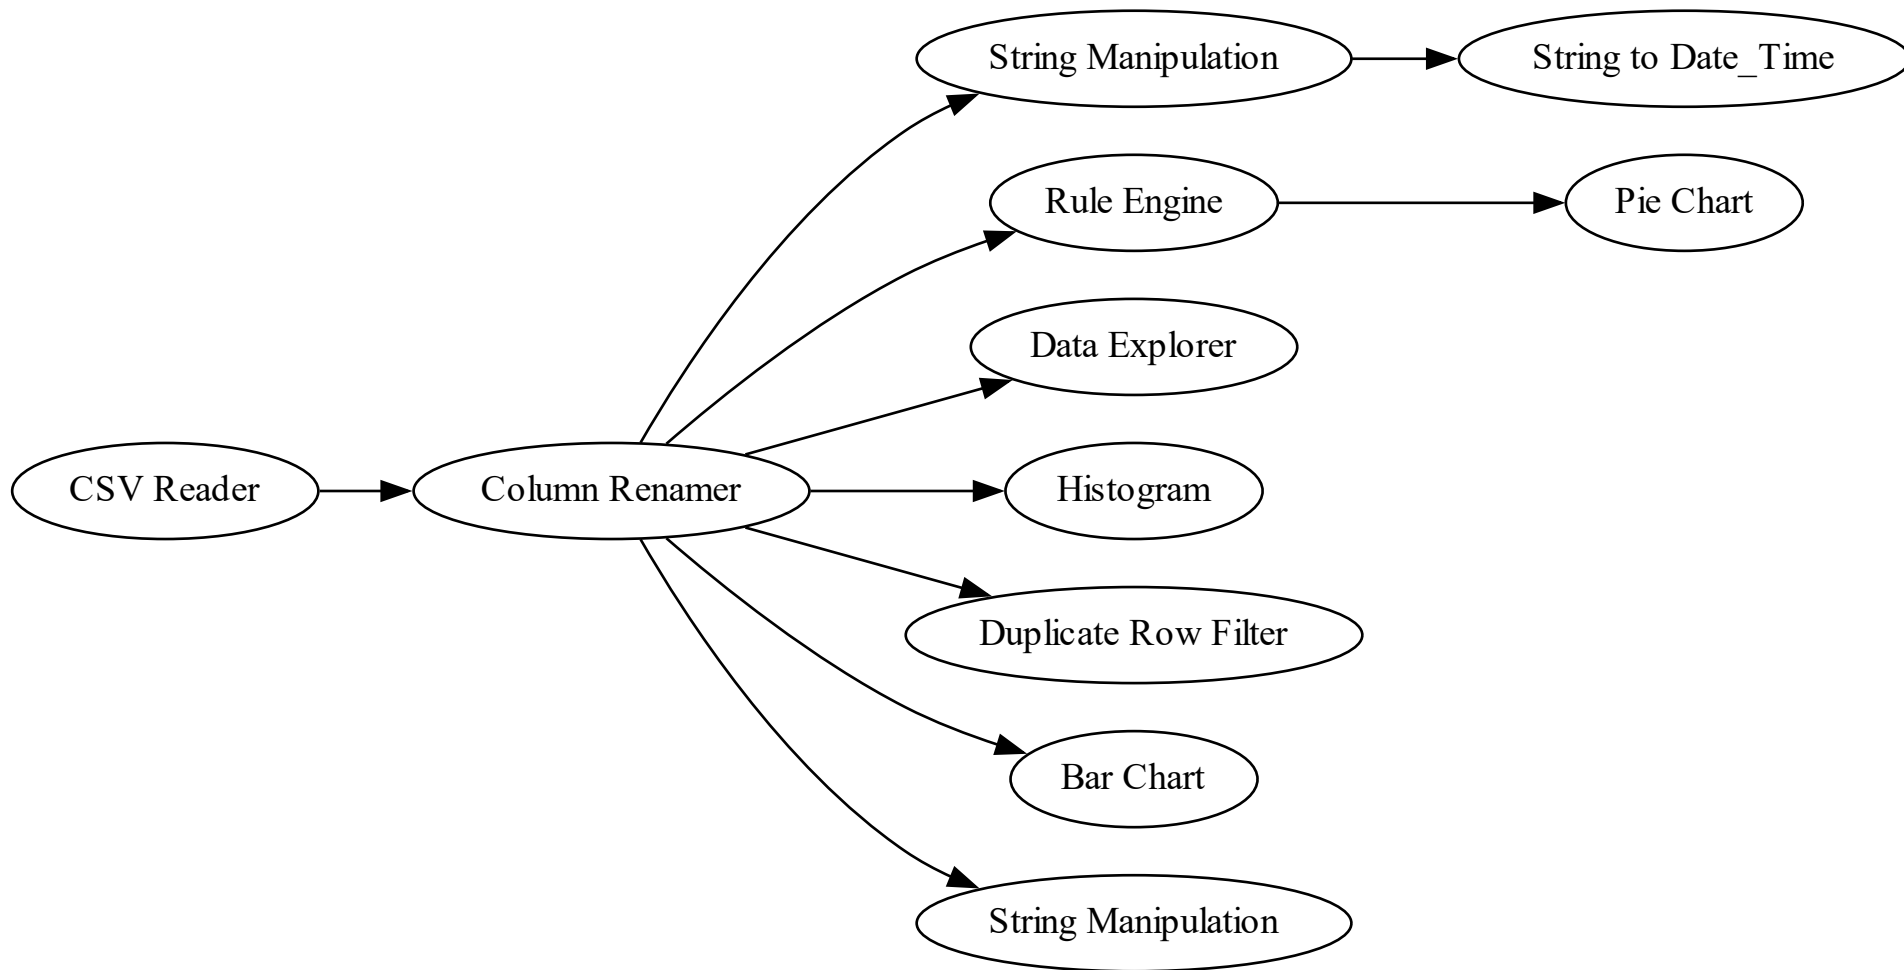 String Manipulation
String to Date_Time
Rule Engine
Pie Chart
Data Explorer
CSV Reader
Column Renamer
Histogram
Duplicate Row Filter
Bar Chart
String Manipulation